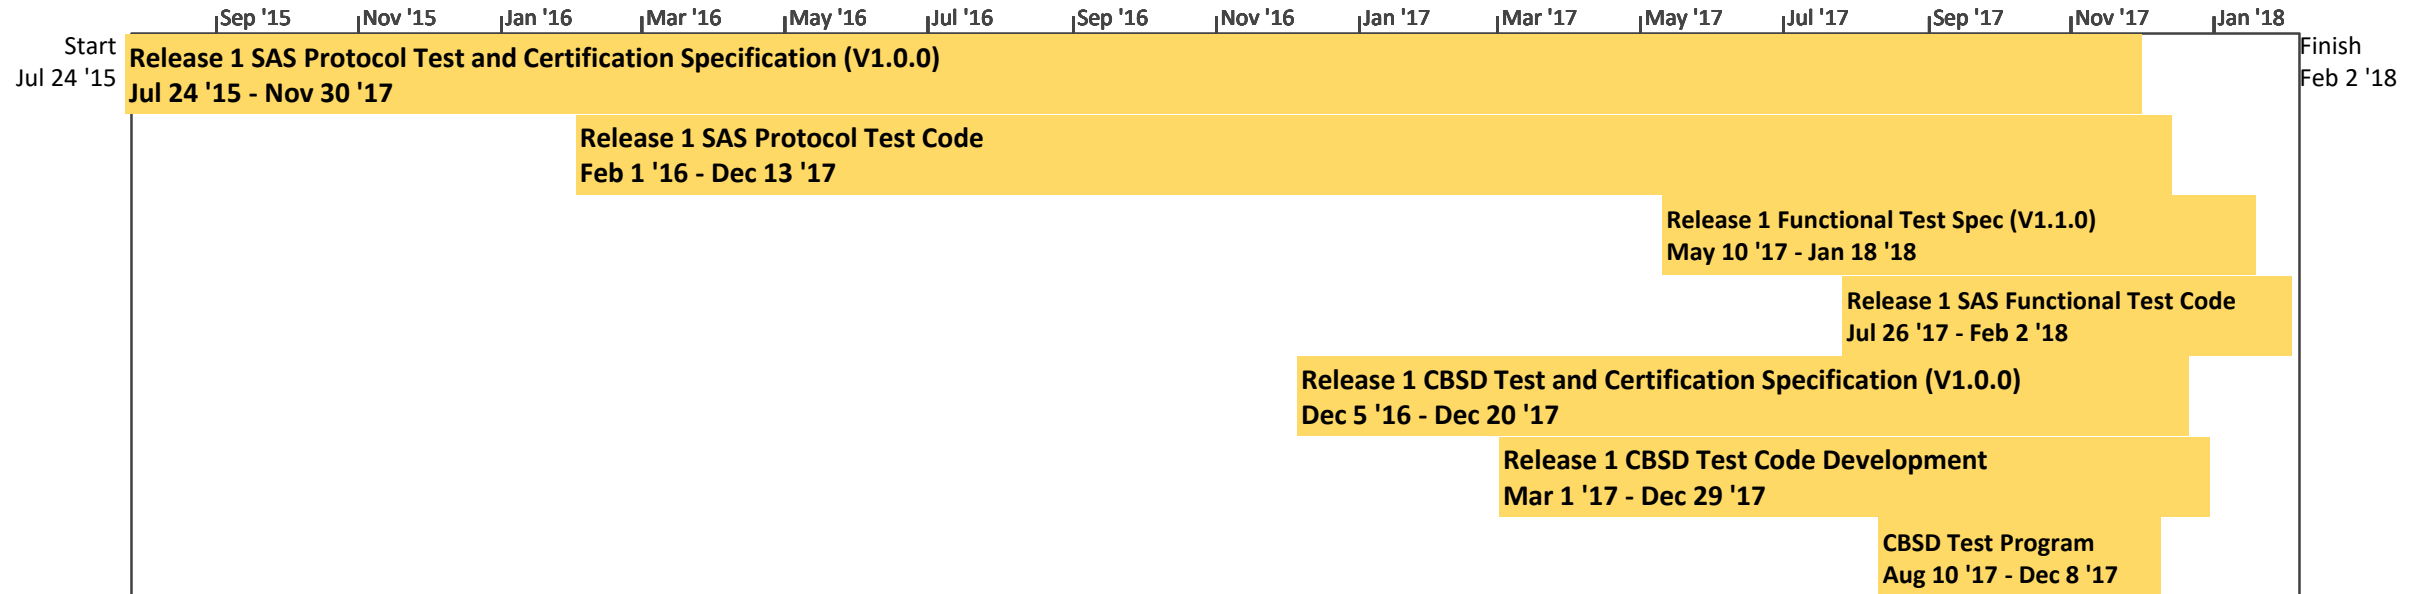 Sep '15 Nov '15 Jan '16 Mar '16 May '16 Jul '16 Sep '16 Nov '16 Jan '17 Mar '17 May '17 Jul '17 Sep '17 Nov '17 Jan '18
Start
Jul 24 '15
Release 1 SAS Protocol Test and Certification Specification (V1.0.0)
Jul 24 '15 - Nov 30 '17
Finish
Feb 2 '18
Release 1 SAS Protocol Test Code
Feb 1 '16 - Dec 13 '17
Release 1 Functional Test Spec (V1.1.0)
May 10 '17 - Jan 18 '18
Release 1 SAS Functional Test Code
Jul 26 '17 - Feb 2 '18
Release 1 CBSD Test and Certification Specification (V1.0.0)
Dec 5 '16 - Dec 20 '17
Release 1 CBSD Test Code Development
Mar 1 '17 - Dec 29 '17
CBSD Test Program
Aug 10 '17 - Dec 8 '17